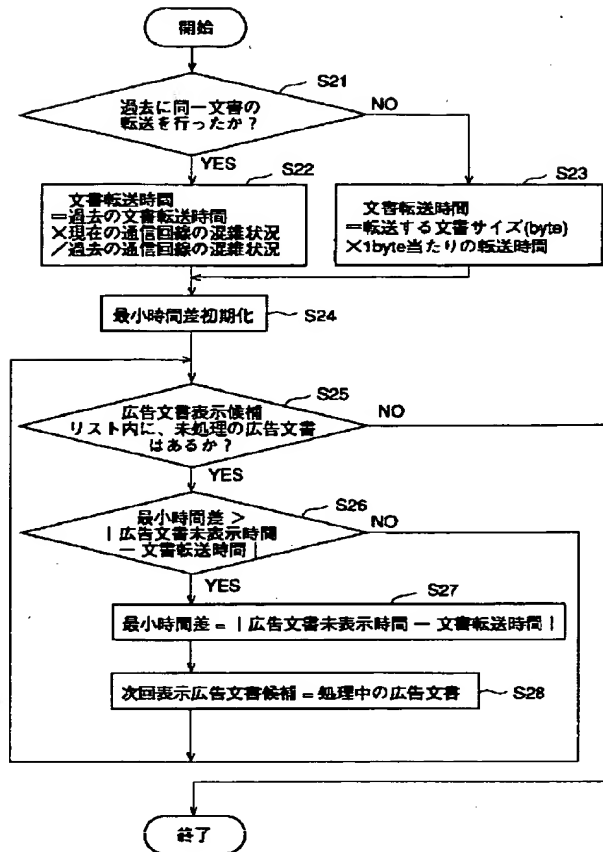 開始
S21
過去に同一文書の
転送を行ったか?
NO
YES
S22
文書転送時間
=過去の文書転送時間
×現在の通信回線の混雑状況
/過去の通信回線の混雑状況
S23
文書転送時間
=転送する文書サイズ(byte)
×1byte当たりの転送時間
最小時間差初期化
S24
S25
広告文書表示候補
リスト内に、未処理の広告文書
はあるか?
NO
YES
S26
最小時間差 >
| 広告文書未表示時間
- 文書転送時間 |
NO
YES
S27
最小時間差 = | 広告文書未表示時間 - 文書転送時間 |
次回表示広告文書候補 = 処理中の広告文書
S28
終了